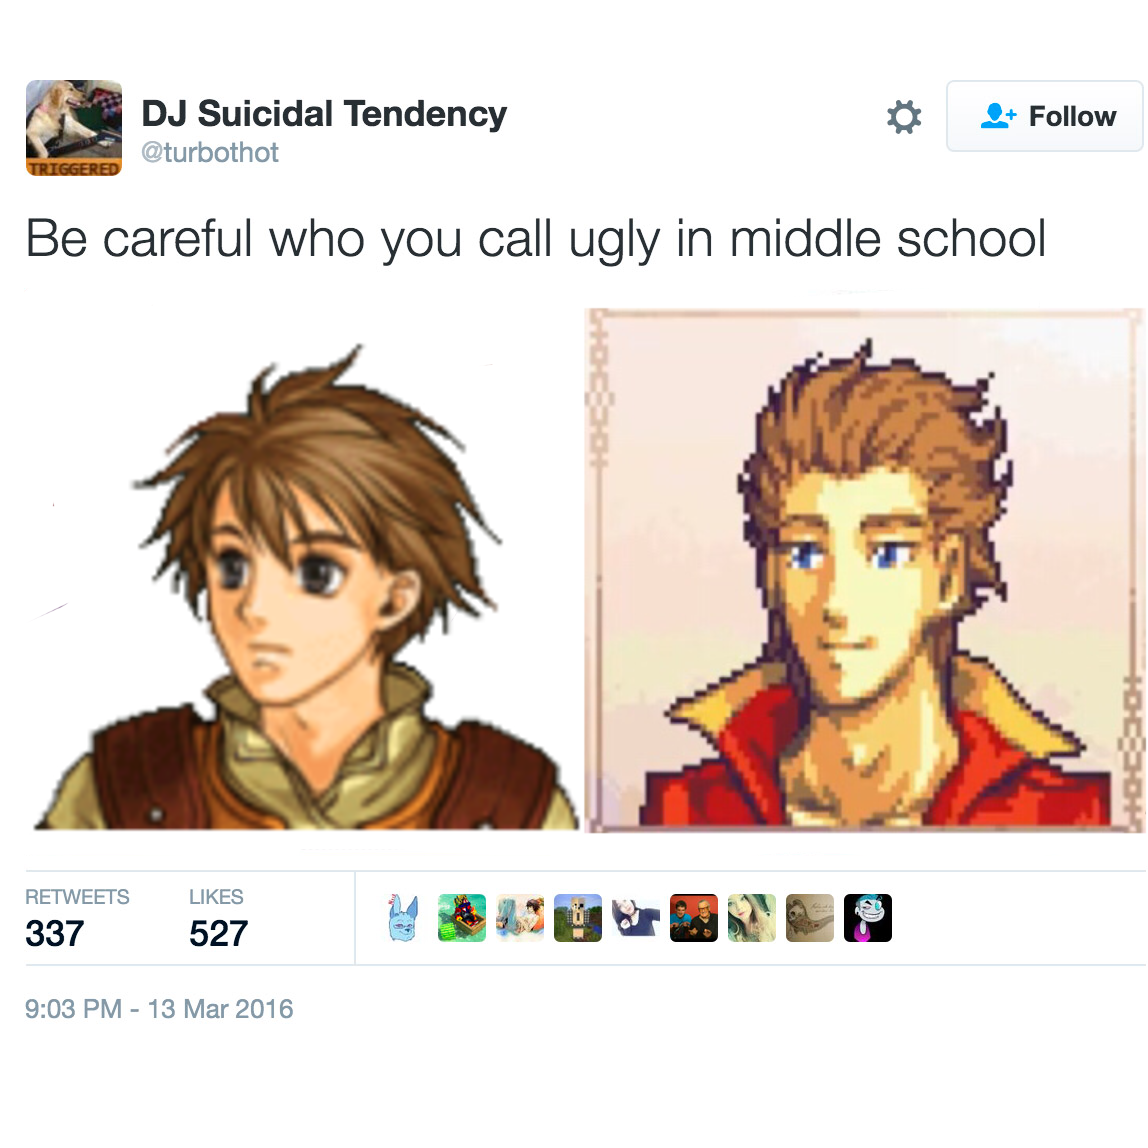 DJ Suicidal Tendency
@turbothot
Follow
TRIGGERED
Be careful who you call ugly in middle school
RETWEETS
337
LIKES
527
9:03 PM - 13 Mar 2016